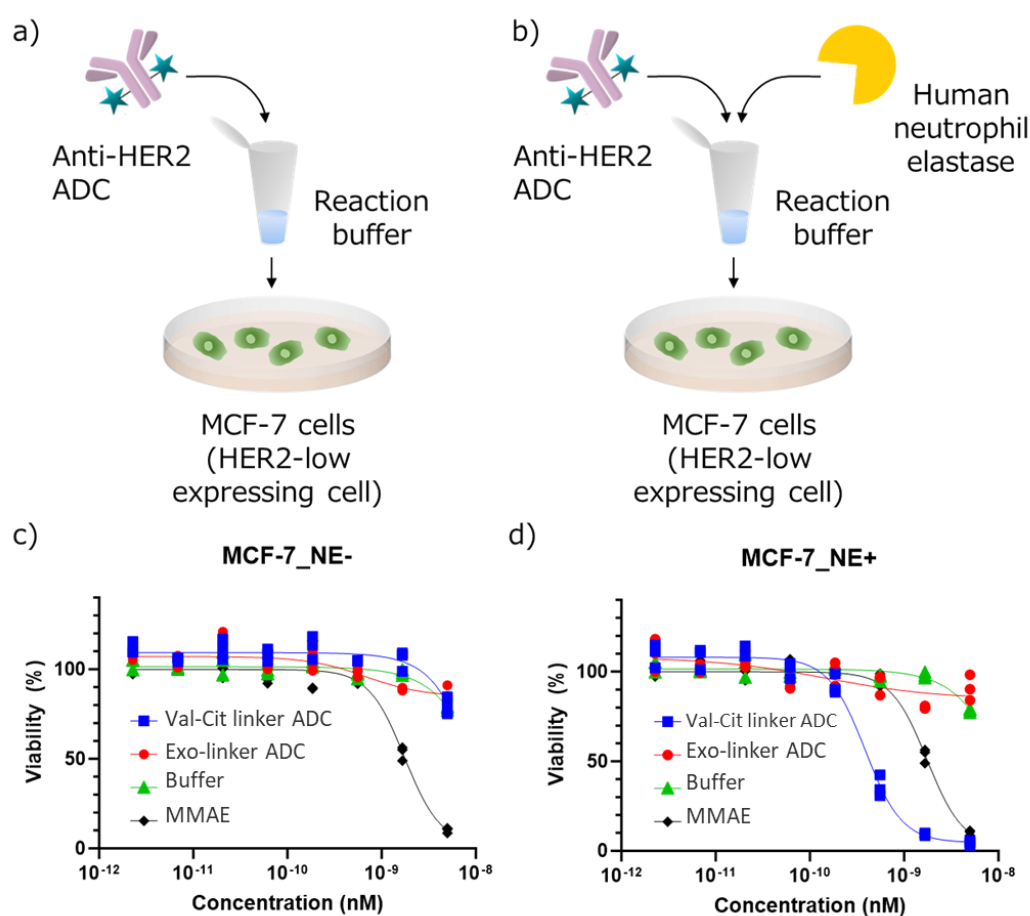 a)
Anti-HER2
ADC
Reaction
buffer
MCF-7 cells
(HER2-low
expressing cell)
b)
Anti-HER2
ADC
Human
neutrophil
elastase
Reaction
buffer
MCF-7 cells
(HER2-low
expressing cell)
c)
MCF-7_NE-
Viability (%)
100
50
0
Val-Cit linker ADC
Exo-linker ADC
Buffer
MMAE
10-12
10-11
10-10
10-9
10-8
Concentration (nM)
d)
MCF-7_NE+
Viability (%)
100
50
0
Val-Cit linker ADC
Exo-linker ADC
Buffer
MMAE
10-12
10-11
10-10
10-9
10-8
Concentration (nM)